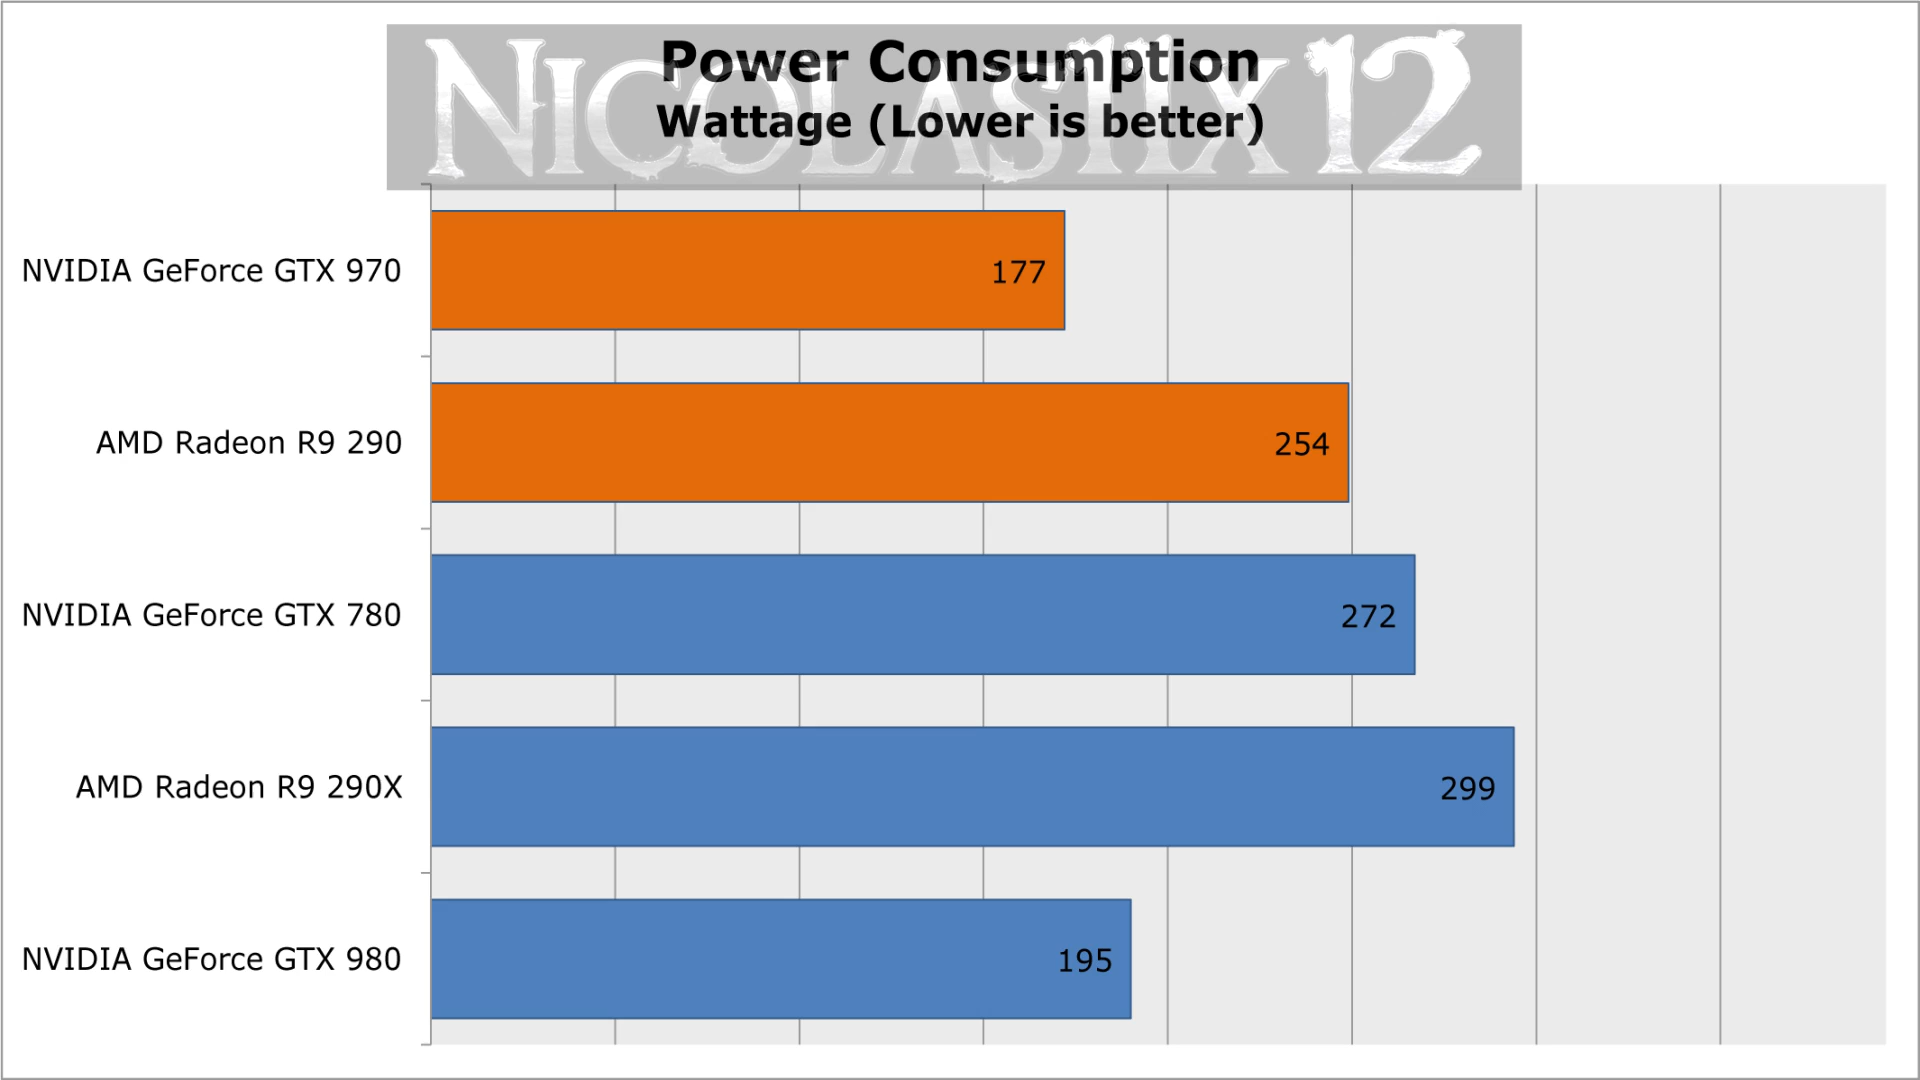 NICOLAS11X12
Power Consumption
Wattage (Lower is better)
NVIDIA GeForce GTX 970
177
AMD Radeon R9 290
254
NVIDIA GeForce GTX 780
272
AMD Radeon R9 290X
299
NVIDIA GeForce GTX 980
195